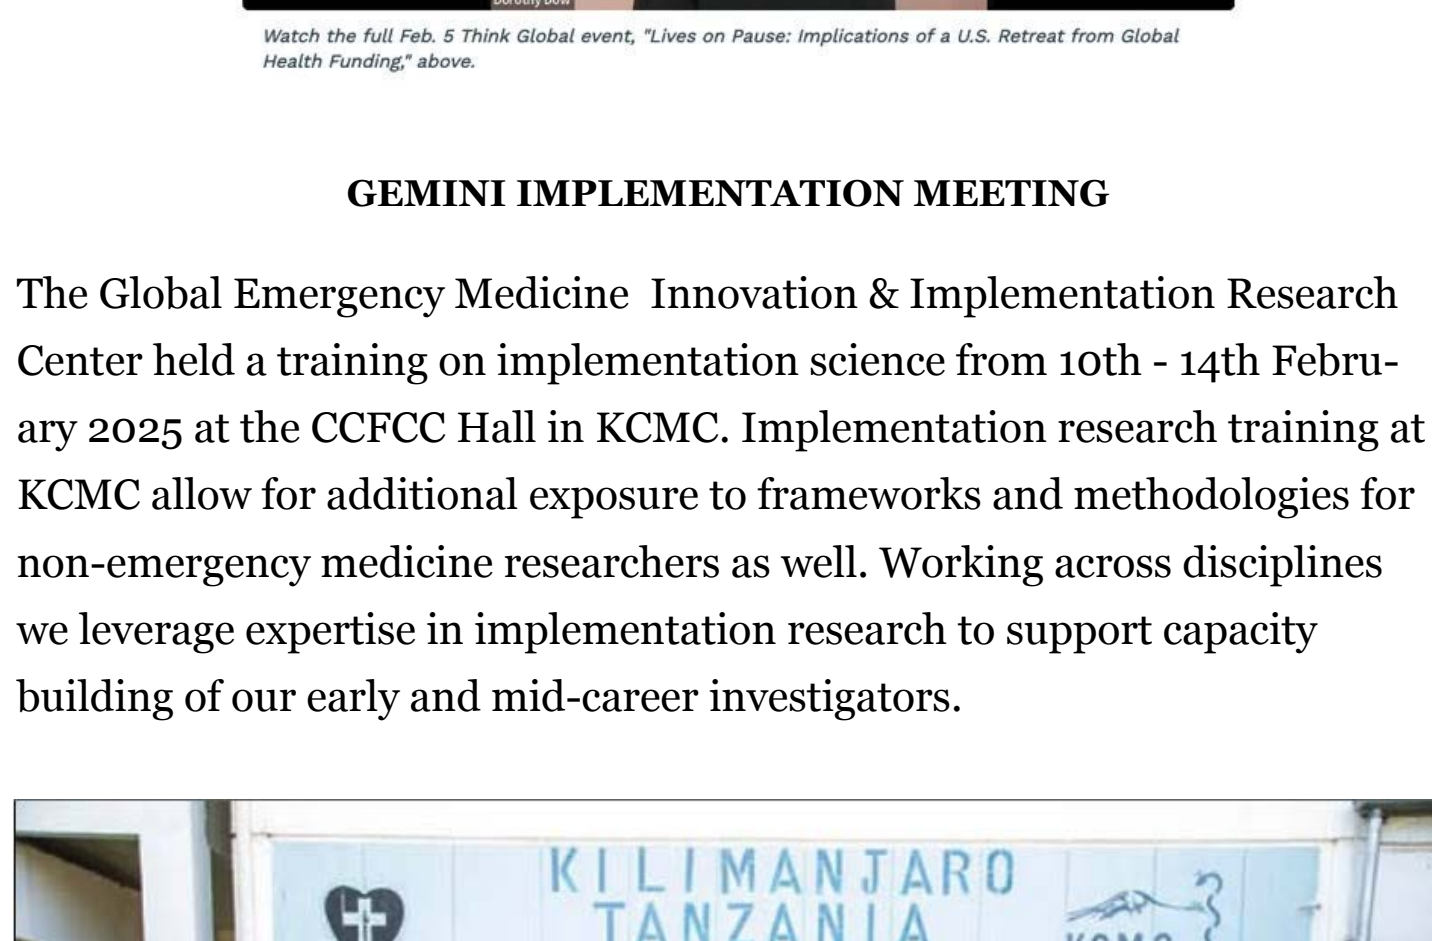 Dorothy Dow
Watch the full Feb. 5 Think Global event, "Lives on Pause: Implications of a U.S. Retreat from Global
Health Funding," above.
GEMINI IMPLEMENTATION MEETING
The Global Emergency Medicine  Innovation & Implementation Research
Center held a training on implementation science from 10th - 14th Febru-
ary 2025 at the CCFCC Hall in KCMC. Implementation research training at
KCMC allow for additional exposure to frameworks and methodologies for
non-emergency medicine researchers as well. Working across disciplines
we leverage expertise in implementation research to support capacity
building of our early and mid-career investigators.
KILIMANJARO
TANZANIA
KCMC